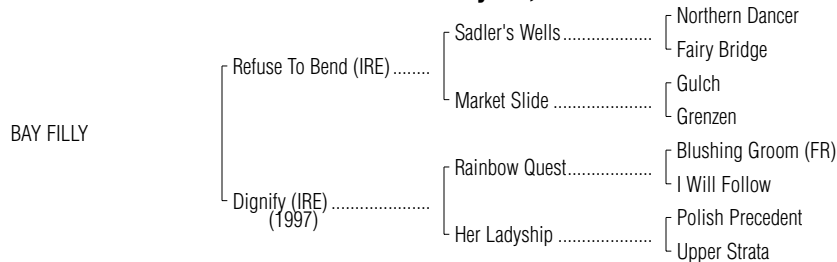 Northern Dancer
Sadler's Wells....................
Fairy Bridge
Refuse To Bend (IRE)........
Gulch
Market Slide ......................
Grenzen
BAY FILLY
Blushing Groom (FR)
Rainbow Quest..................
I Will Follow
Dignify (IRE) .....................
(1997)
Polish Precedent
Her Ladyship .....................
Upper Strata